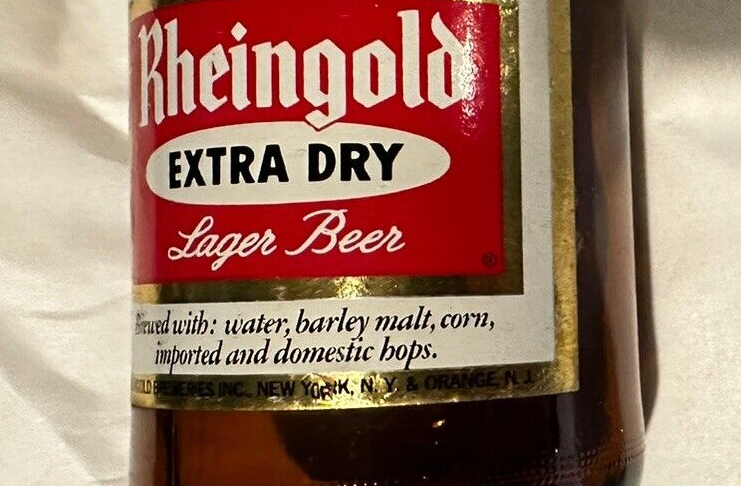 Rheingold
EXTRA DRY
Lager Beer
®
Brewed with: water, barley malt, corn,
imported and domestic hops.
BREWERIES INC., NEW YORK, N. Y. & ORANGE, N. J.